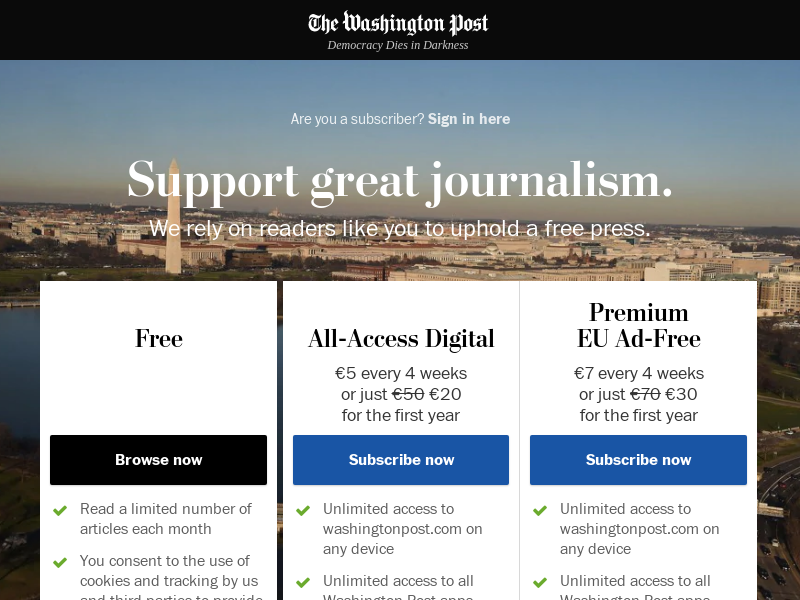 The Washington Post
Democracy Dies in Darkness
Are you a subscriber? Sign in here
Support great journalism.
We rely on readers like you to uphold a free press.
Free
Browse now
Read a limited number of
articles each month
You consent to the use of
cookies and tracking by us
and third parties to provide
All-Access Digital
€5 every 4 weeks
or just €50 €20
for the first year
Subscribe now
Unlimited access to
washingtonpost.com on
any device
Unlimited access to all
Washington Post apps
Premium
EU Ad-Free
€7 every 4 weeks
or just €70 €30
for the first year
Subscribe now
Unlimited access to
washingtonpost.com on
any device
Unlimited access to all
Washington Post apps